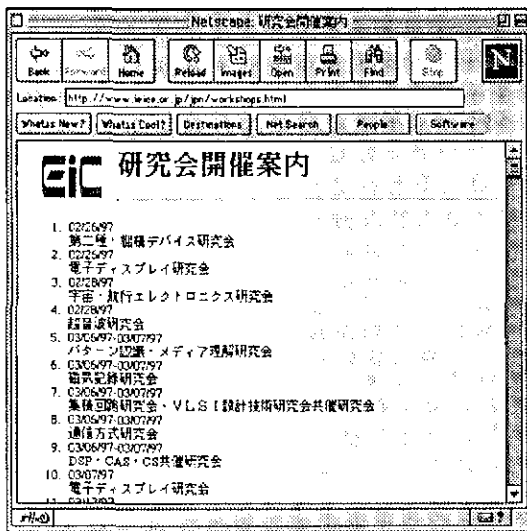 Netscape: 研究会開催案内
Back Forward Home Reload Images Open Print Find Stop
N
Location: http://www.ieice.or.jp/jpn/workshops.html
What's New? What's Cool? Destinations Net Search People Software
EiC 研究会開催案内
1. 02/26/97
第二種・ デバイス研究会
2. 02/26/97
電子ディスプレイ研究会
3. 02/28/97
宇宙・航行エレクトロニクス研究会
4. 02/28/97
超音波研究会
5. 03/06/97-03/07/97
パターン認識・メディア理解研究会
6. 03/06/97-03/07/97
磁気記録研究会
7. 03/06/97-03/07/97
集積回路研究会・VLSI設計技術研究会共催研究会
8. 03/06/97-03/07/97
通信方式研究会
9. 03/06/97-03/07/97
DSP・CAS・CS共催研究会
10. 03/07/97
電子ディスプレイ研究会